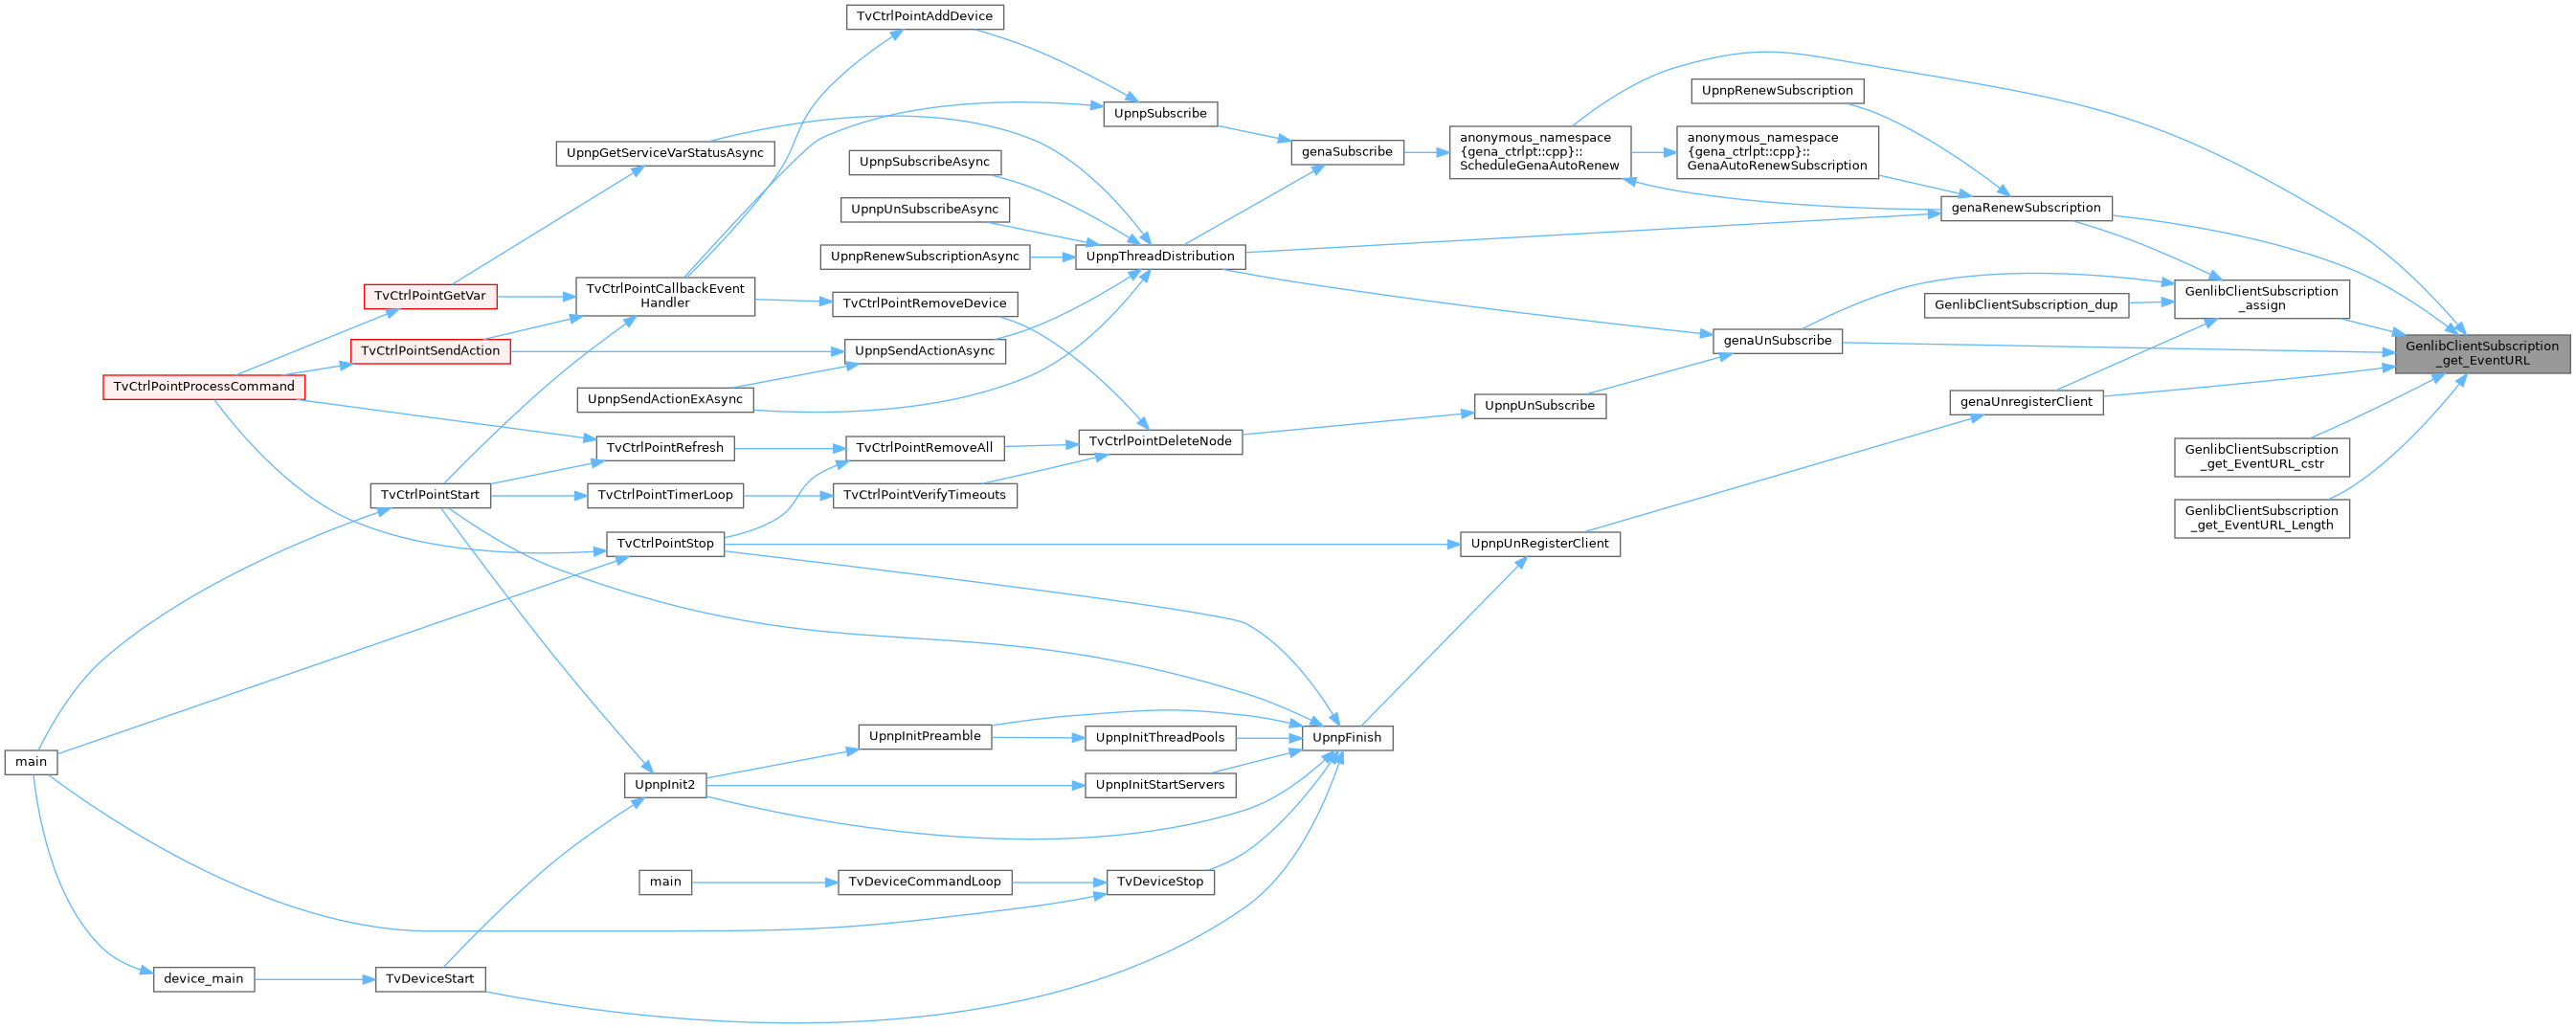 TvCtrlPointAddDevice
UpnpRenewSubscription
UpnpSubscribe
anonymous_namespace
{gena_ctrlpt::cpp}::
ScheduleGenaAutoRenew
anonymous_namespace
{gena_ctrlpt::cpp}::
GenaAutoRenewSubscription
UpnpGetServiceVarStatusAsync
UpnpSubscribeAsync
genaSubscribe
UpnpUnSubscribeAsync
genaRenewSubscription
UpnpRenewSubscriptionAsync
UpnpThreadDistribution
TvCtrlPointGetVar
TvCtrlPointCallbackEvent
Handler
TvCtrlPointRemoveDevice
GenlibClientSubscription_dup
GenlibClientSubscription
_assign
TvCtrlPointSendAction
UpnpSendActionAsync
genaUnSubscribe
GenlibClientSubscription
_get_EventURL
TvCtrlPointProcessCommand
UpnpSendActionExAsync
UpnpUnSubscribe
genaUnregisterClient
TvCtrlPointRefresh
TvCtrlPointRemoveAll
TvCtrlPointDeleteNode
GenlibClientSubscription
_get_EventURL_cstr
TvCtrlPointStart
TvCtrlPointTimerLoop
TvCtrlPointVerifyTimeouts
GenlibClientSubscription
_get_EventURL_Length
TvCtrlPointStop
UpnpUnRegisterClient
main
UpnpInitPreamble
UpnpInitThreadPools
UpnpFinish
UpnpInit2
UpnpInitStartServers
main
TvDeviceCommandLoop
TvDeviceStop
device_main
TvDeviceStart